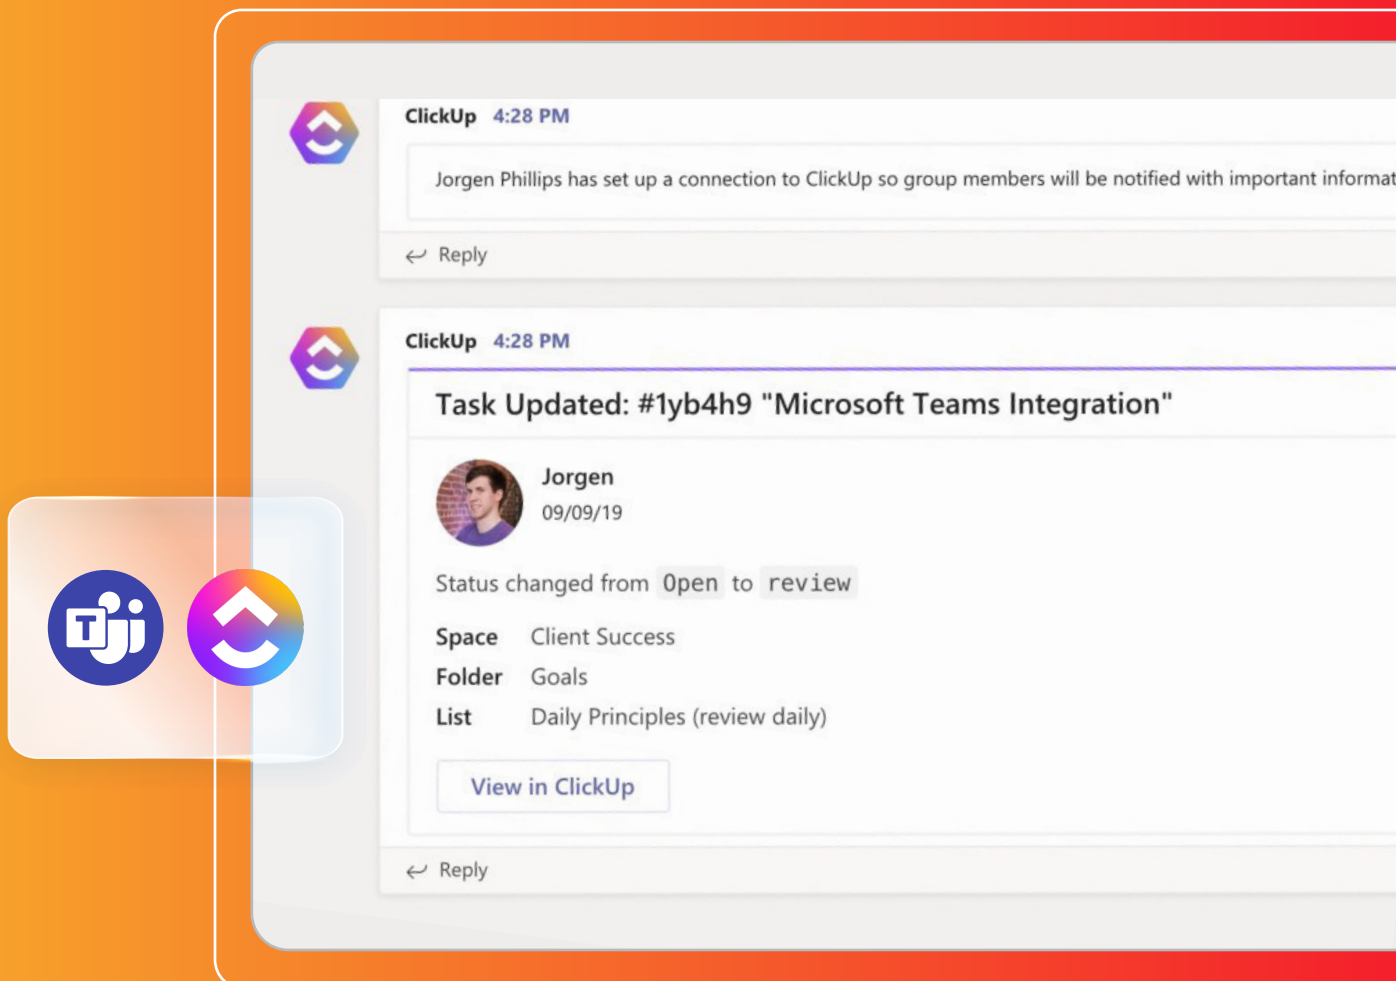 ClickUp 4:28 PM
Jorgen Phillips has set up a connection to ClickUp so group members will be notified with important informat
Reply
ClickUp 4:28 PM
Task Updated: #1yb4h9 "Microsoft Teams Integration"
Jorgen
09/09/19
Status changed from Open to review
Space Client Success
Folder Goals
List Daily Principles (review daily)
View in ClickUp
Reply
T